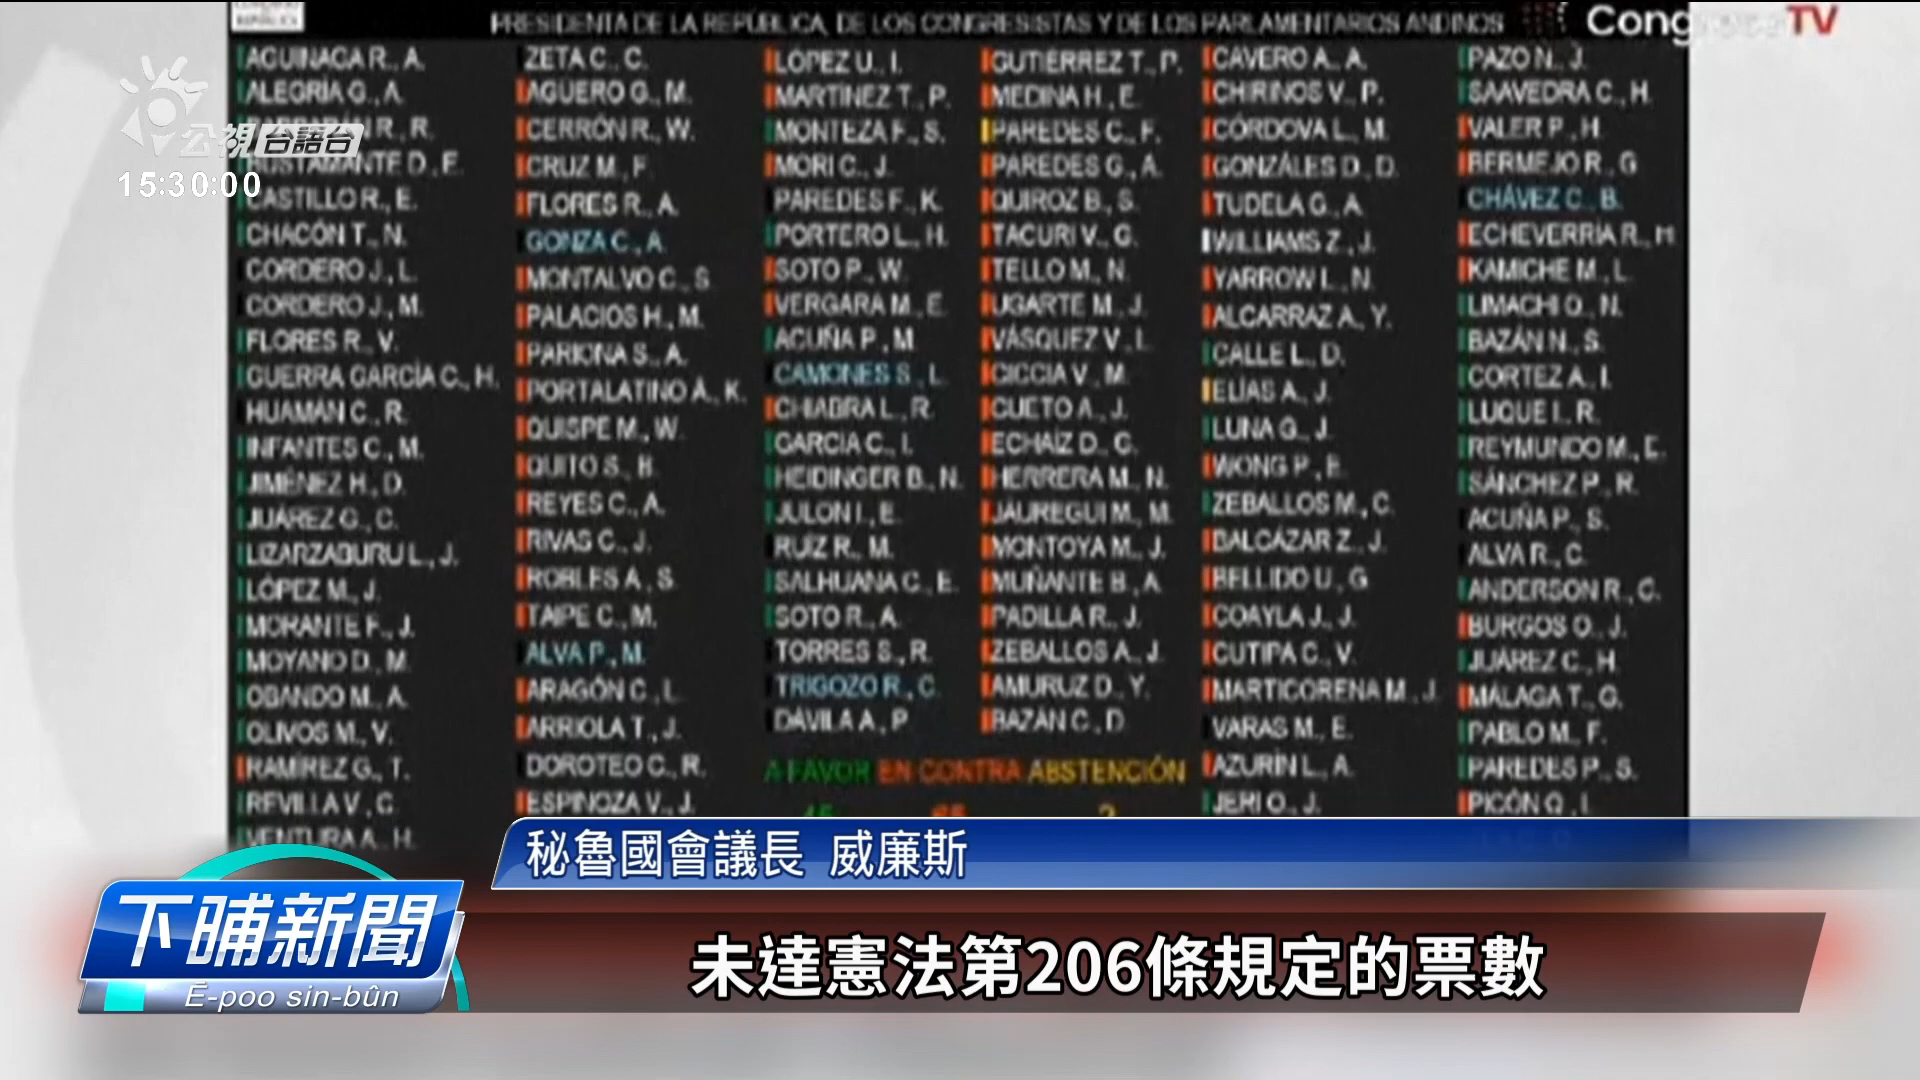 PRESIDENTA DE LA REPÚBLICA, DE LOS CONGRESISTAS Y DE LOS PARLAMENTARIOS ANDINOS
TV
公視 台語台
15:30:00
AGUINAGA R., A.
ALEGRÍA G., A.
R., R.
BUSTAMANTE D., E.
CASTILLO R., E.
CHACÓN T., N.
CORDERO J., L.
CORDERO J., M.
FLORES R., V.
GUERRA GARCÍA C., H.
HUAMÁN C., R.
INFANTES C., M.
JIMÉNEZ H., D.
JUÁREZ G., C.
LIZARZABURU L., J.
LÓPEZ M., J.
MORANTE F., J.
MOYANO D., M.
OBANDO M., A.
OLIVOS M., V.
RAMÍREZ G., T.
REVILLA V., C.
VENTURA A., H.
ZETA C., C.
AGÜERO G., M.
CERRÓN R., W.
CRUZ M., F.
FLORES R., A.
GONZA C., A.
MONTALVO C., S.
PALACIOS H., M.
PARIONA S., A.
PORTALATINO Á., K.
QUISPE M., W.
QUITO S., B.
REYES C., A.
RIVAS C., J.
ROBLES A., S.
TAIPE C., M.
ALVA P., M.
ARAGÓN C., L.
ARRIOLA T., J.
DOROTEO C., R.
ESPINOZA V., J.
LÓPEZ U., I.
MARTÍNEZ T., P.
MONTEZA F., S.
MORI C., J.
PAREDES F., K.
PORTERO L., H.
SOTO P., W.
VERGARA M., E.
ACUÑA P., M.
CAMONES S., L.
CHIABRA L., R.
GARCÍA C., I.
HEIDINGER B., N.
JULON I., E.
RUÍZ R., M.
SALHUANA C., E.
SOTO R., A.
TORRES S., R.
TRIGOZO R., C.
DÁVILA A., P.
GUTIÉRREZ T., P.
MEDINA H., E.
PAREDES C., F.
PAREDES G., A.
QUIROZ B., S.
TACURI V., G.
TELLO M., N.
UGARTE M., J.
VÁSQUEZ V., L.
CICCIA V., M.
CUETO A., J.
ECHAÍZ D., G.
HERRERA M., N.
JÁUREGUI M., M.
MONTOYA M., J.
MUÑANTE B., A.
PADILLA R., J.
ZEBALLOS A., J.
AMURUZ D., Y.
BAZÁN C., D.
A FAVOR EN CONTRA ABSTENCIÓN
CAVERO A., A.
CHIRINOS V., P.
CÓRDOVA L., M.
GONZÁLES D., D.
TUDELA G., A.
WILLIAMS Z., J.
YARROW L., N.
ALCARRAZ A., Y.
CALLE L., D.
ELÍAS A., J.
LUNA G., J.
WONG P., E.
ZEBALLOS M., C.
BALCÁZAR Z., J.
BELLIDO U., G.
COAYLA J., J.
CUTIPA C., V.
MARTICORENA M., J.
VARAS M., E.
AZURÍN L., A.
JERI O., J.
PAZO N., J.
SAAVEDRA C., H.
VALER P., H.
BERMEJO R., G.
CHÁVEZ C., B.
ECHEVERRÍA R., H.
KAMICHE M., L.
LIMACHI Q., N.
BAZÁN N., S.
CORTEZ A., I.
LUQUE I., R.
REYMUNDO M., E.
SÁNCHEZ P., R.
ACUÑA P., S.
ALVA R., C.
ANDERSON R., C.
BURGOS O., J.
JUÁREZ C., H.
MÁLAGA T., G.
PABLO M., F.
PAREDES P., S.
PICÓN Q., L.
秘魯國會議長 威廉斯
下晡新聞
Ē-poo sin-bûn
未達憲法第206條規定的票數